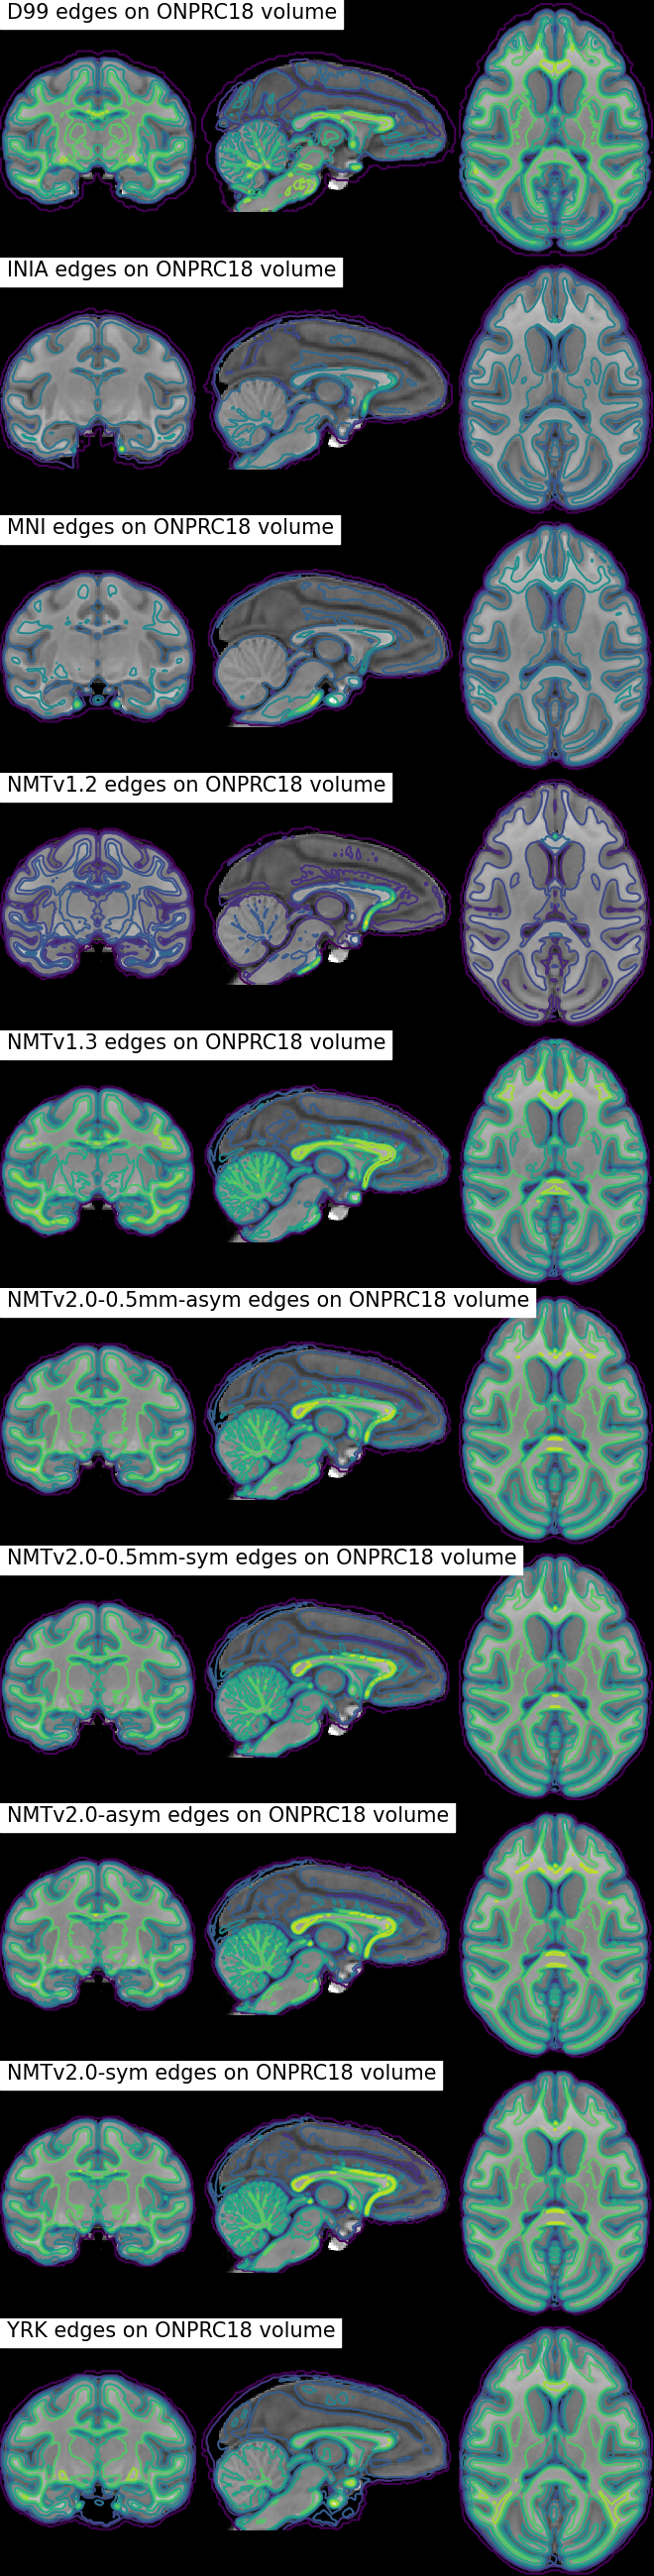 D99 edges on ONPRC18 volume
INIA edges on ONPRC18 volume
MNI edges on ONPRC18 volume
NMTv1.2 edges on ONPRC18 volume
NMTv1.3 edges on ONPRC18 volume
NMTv2.0-0.5mm-asym edges on ONPRC18 volume
NMTv2.0-0.5mm-sym edges on ONPRC18 volume
NMTv2.0-asym edges on ONPRC18 volume
NMTv2.0-sym edges on ONPRC18 volume
YRK edges on ONPRC18 volume